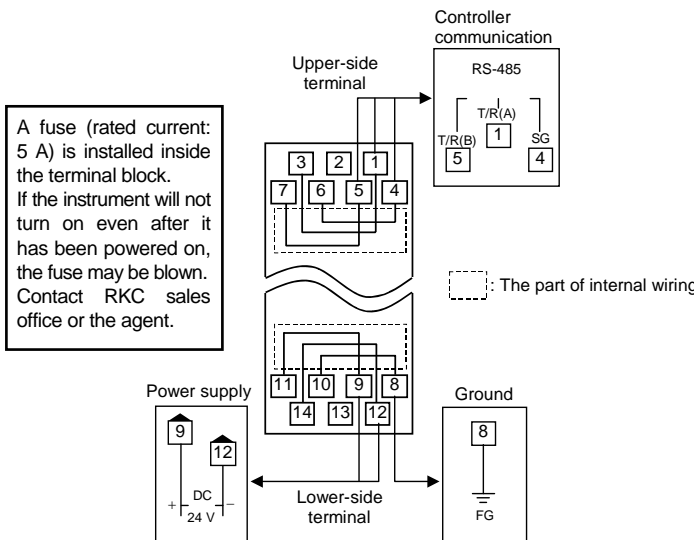 Controller
communication
Upper-side
terminal
RS-485
T/R(A)
T/R(B)
1
SG
5
4
A fuse (rated current:
5 A) is installed inside
the terminal block.
If the instrument will not
turn on even after it
has been powered on,
the fuse may be blown.
Contact RKC sales
office or the agent.
3 2 1
7 6 5 4
: The part of internal wiring
11 10 9 8
14 13 12
Power supply
9
12
+ DC −
24 V
Lower-side
terminal
Ground
8
FG